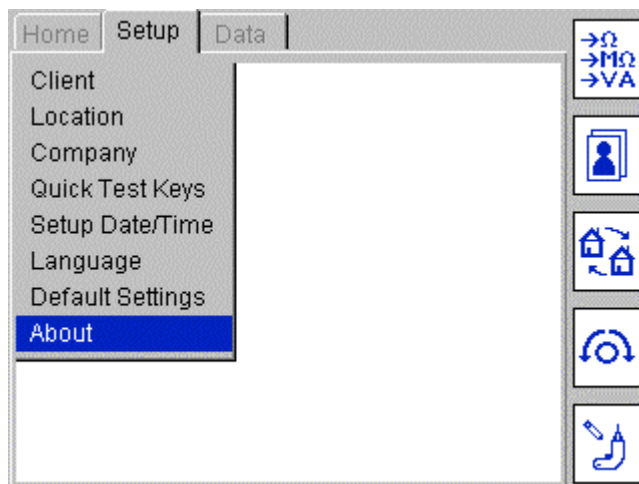 Home Setup Data
Client
Location
Company
Quick Test Keys
Setup Date/Time
Language
Default Settings
About
→Ω
→MΩ
→VA